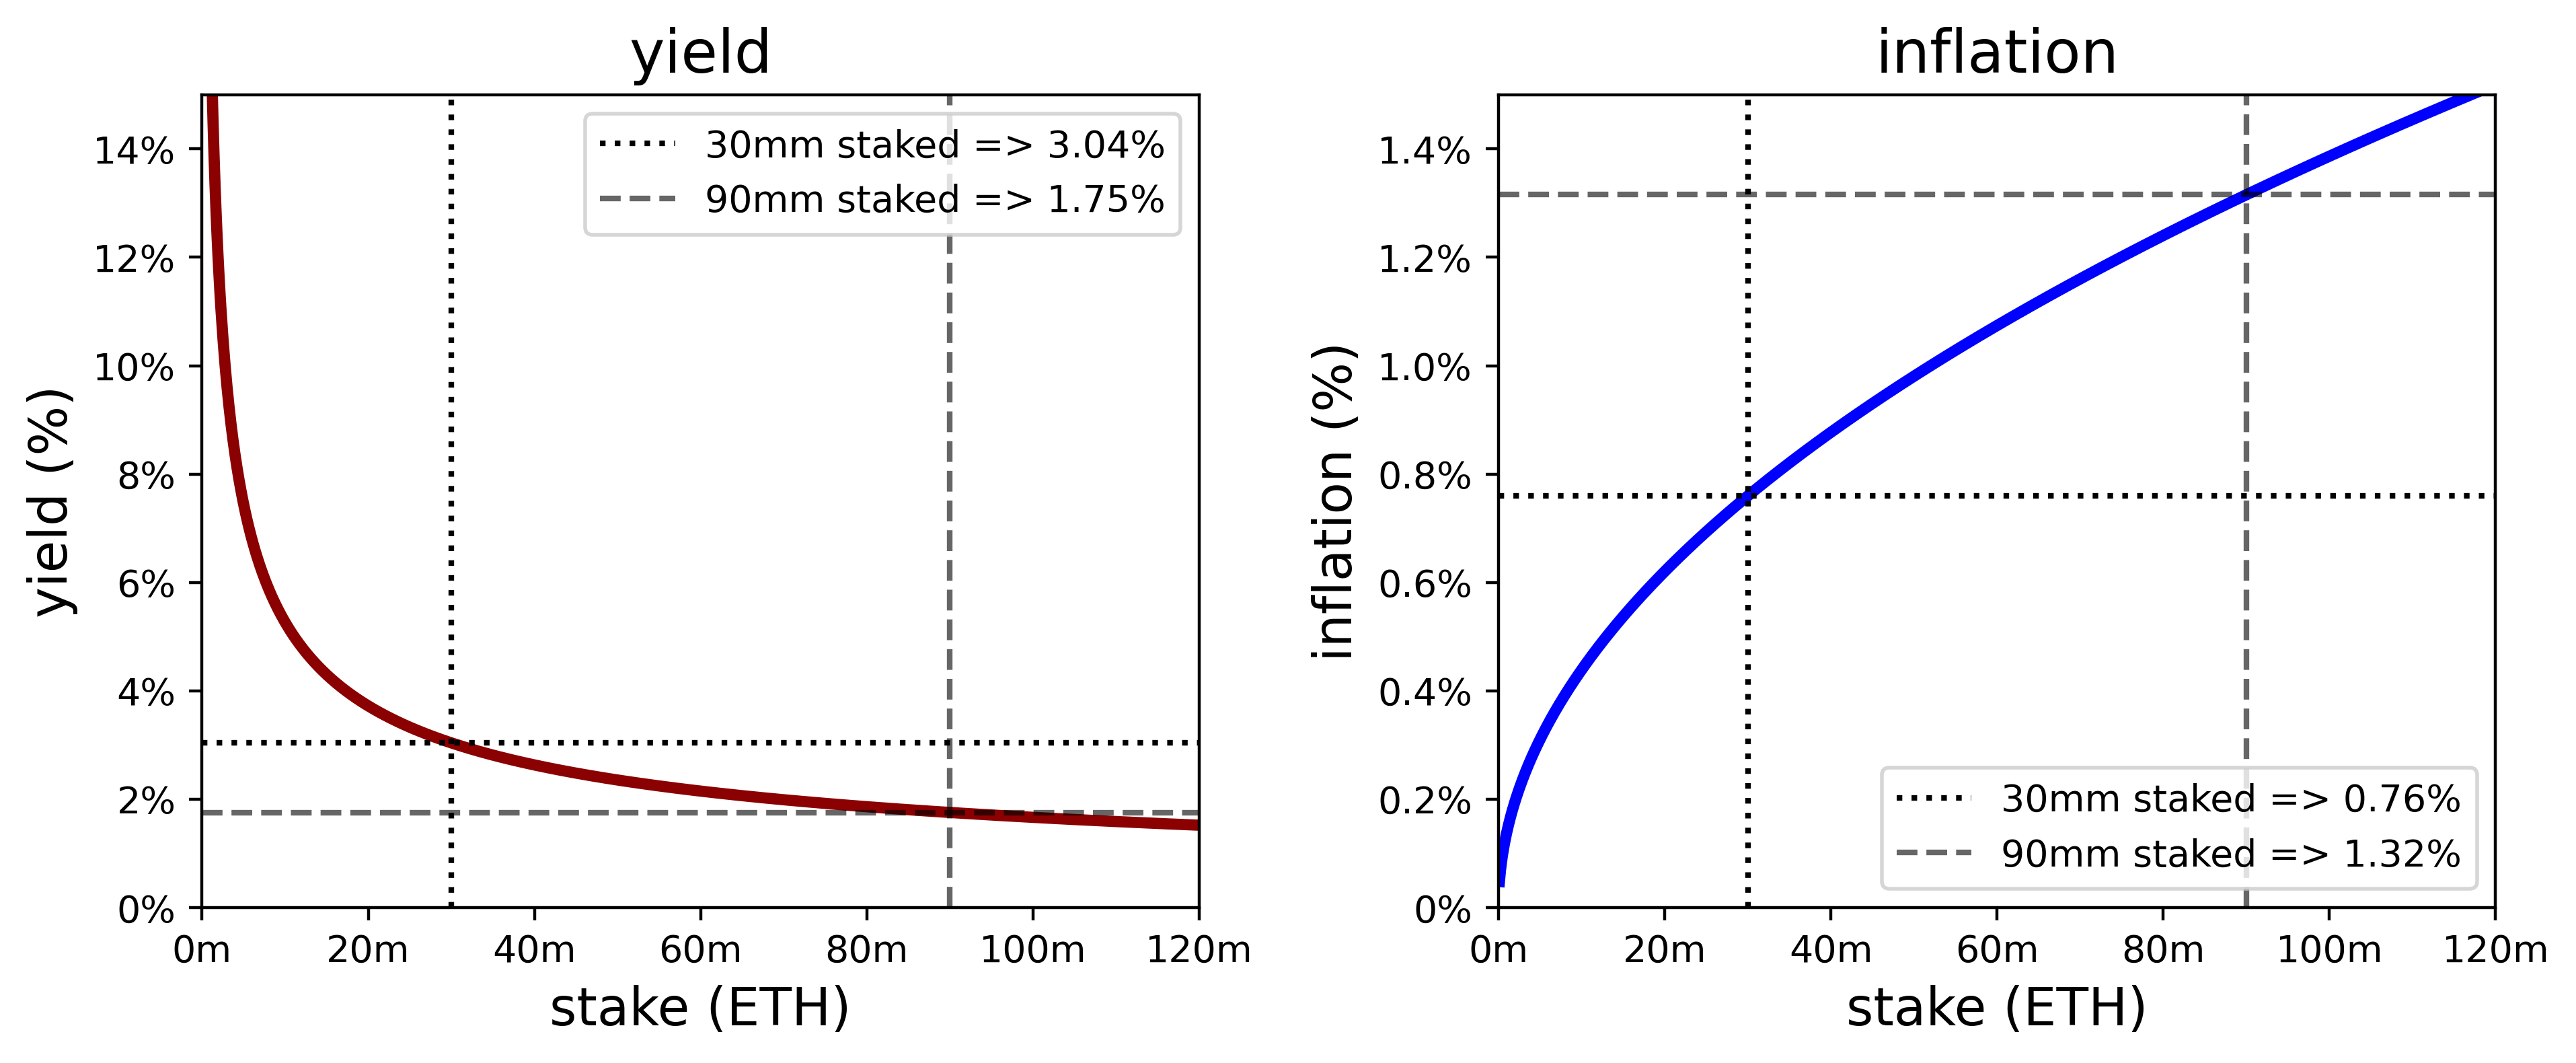 yield
30mm staked => 3.04%
90mm staked => 1.75%
14%
12%
10%
8%
6%
4%
2%
0%
yield (%)
0m 20m 40m 60m 80m 100m 120m
stake (ETH)
inflation
1.4%
1.2%
1.0%
0.8%
0.6%
0.4%
0.2%
0%
inflation (%)
30mm staked => 0.76%
90mm staked => 1.32%
0m 20m 40m 60m 80m 100m 120m
stake (ETH)